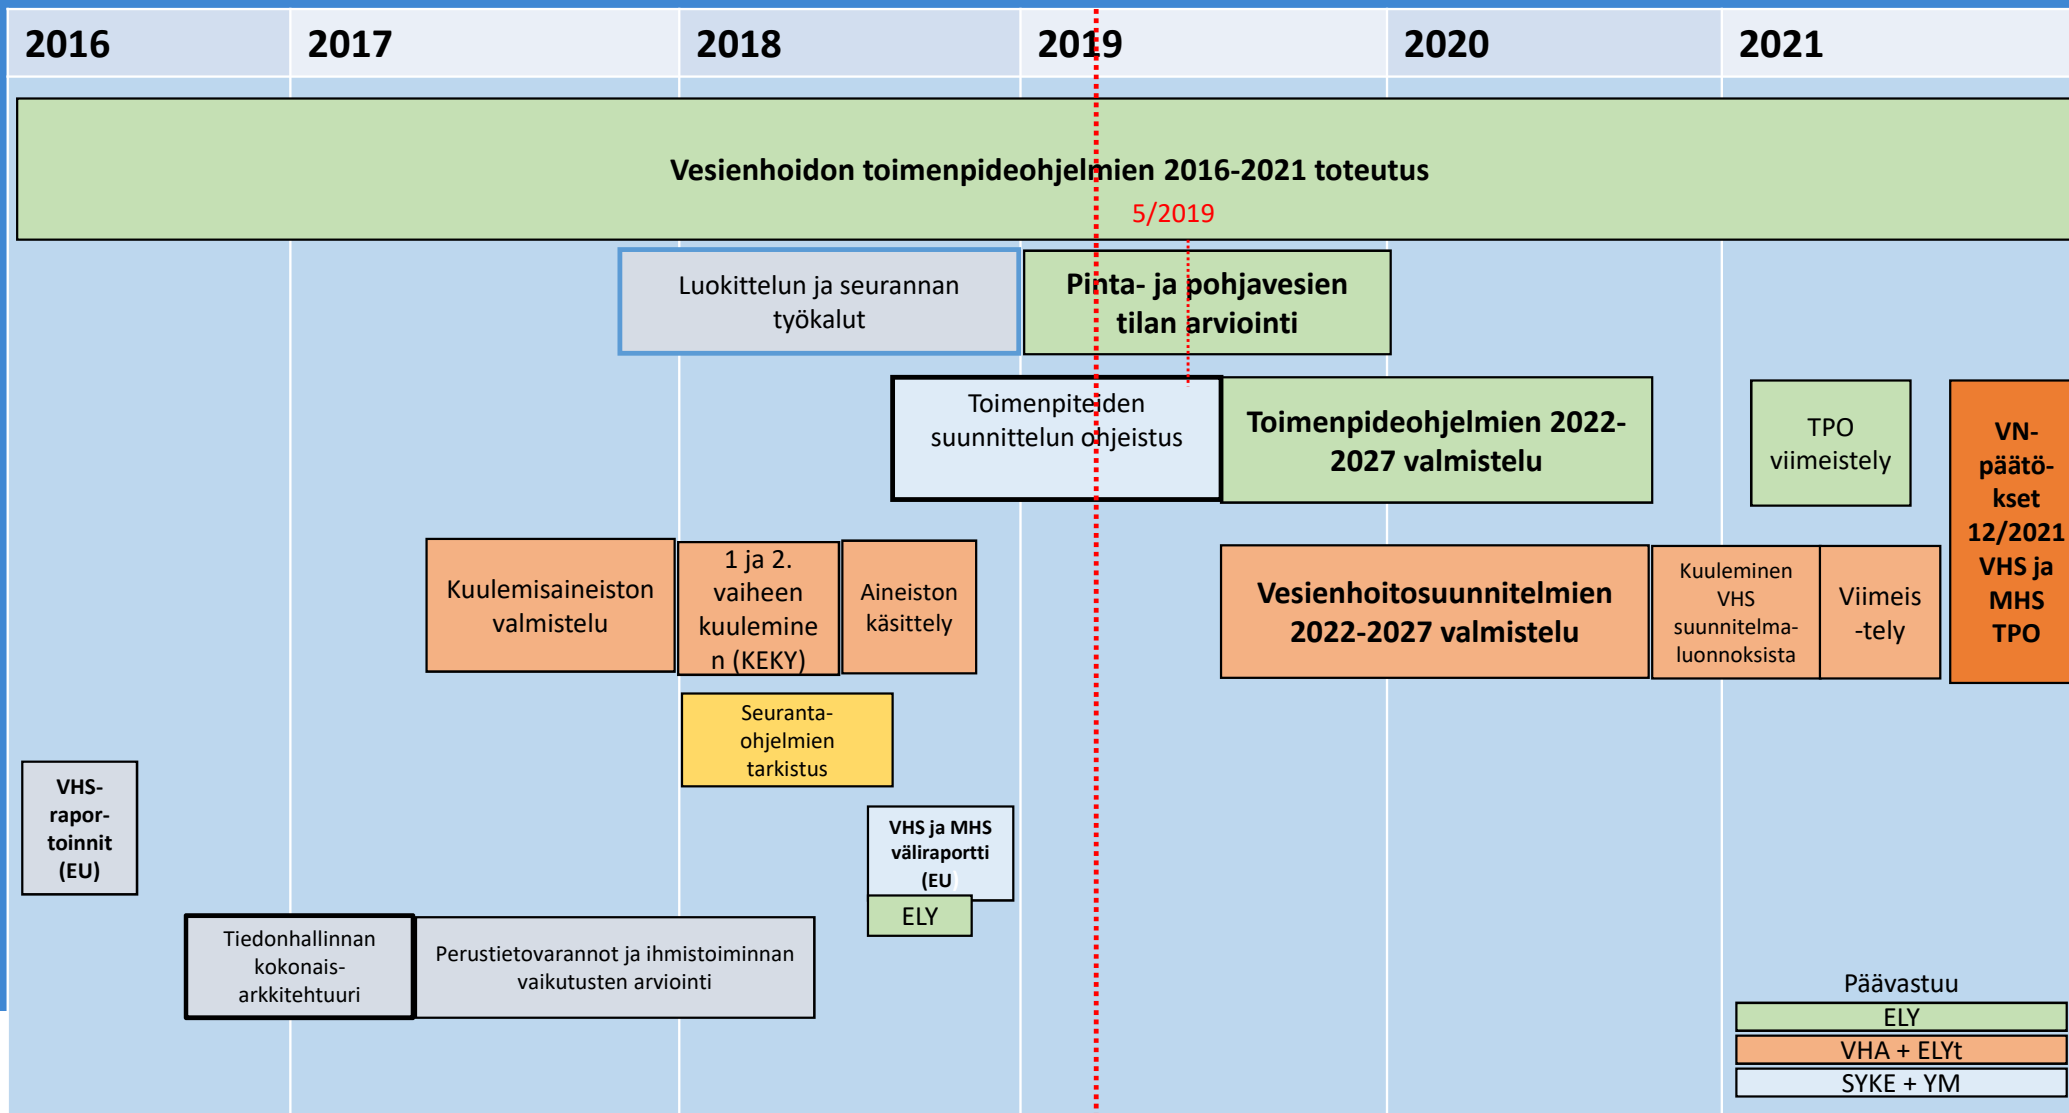 2016
2017
2018
2019
2020
2021
Vesienhoidon toimenpideohjelmien 2016-2021 toteutus
5/2019
Luokittelun ja seurannan
työkalut
Pinta- ja pohjavesien
tilan arviointi
Toimenpiteiden
suunnittelun ohjeistus
Toimenpideohjelmien 2022-
2027 valmistelu
TPO
viimeistely
VN-
päätö-
kset
12/2021
VHS ja
MHS
TPO
Kuulemisaineiston
valmistelu
1 ja 2.
vaiheen
kuulemine
n (KEKY)
Aineiston
käsittely
Vesienhoitosuunnitelmien
2022-2027 valmistelu
Kuuleminen
VHS
suunnitelma-
luonnoksista
Viimeis
-tely
Seuranta-
ohjelmien
tarkistus
VHS-
rapor-
toinnit
(EU)
VHS ja MHS
väliraportti
(EU)
ELY
Tiedonhallinnan
kokonais-
arkkitehtuuri
Perustietovarannot ja ihmistoiminnan
vaikutusten arviointi
Päävastuu
ELY
VHA + ELYt
SYKE + YM